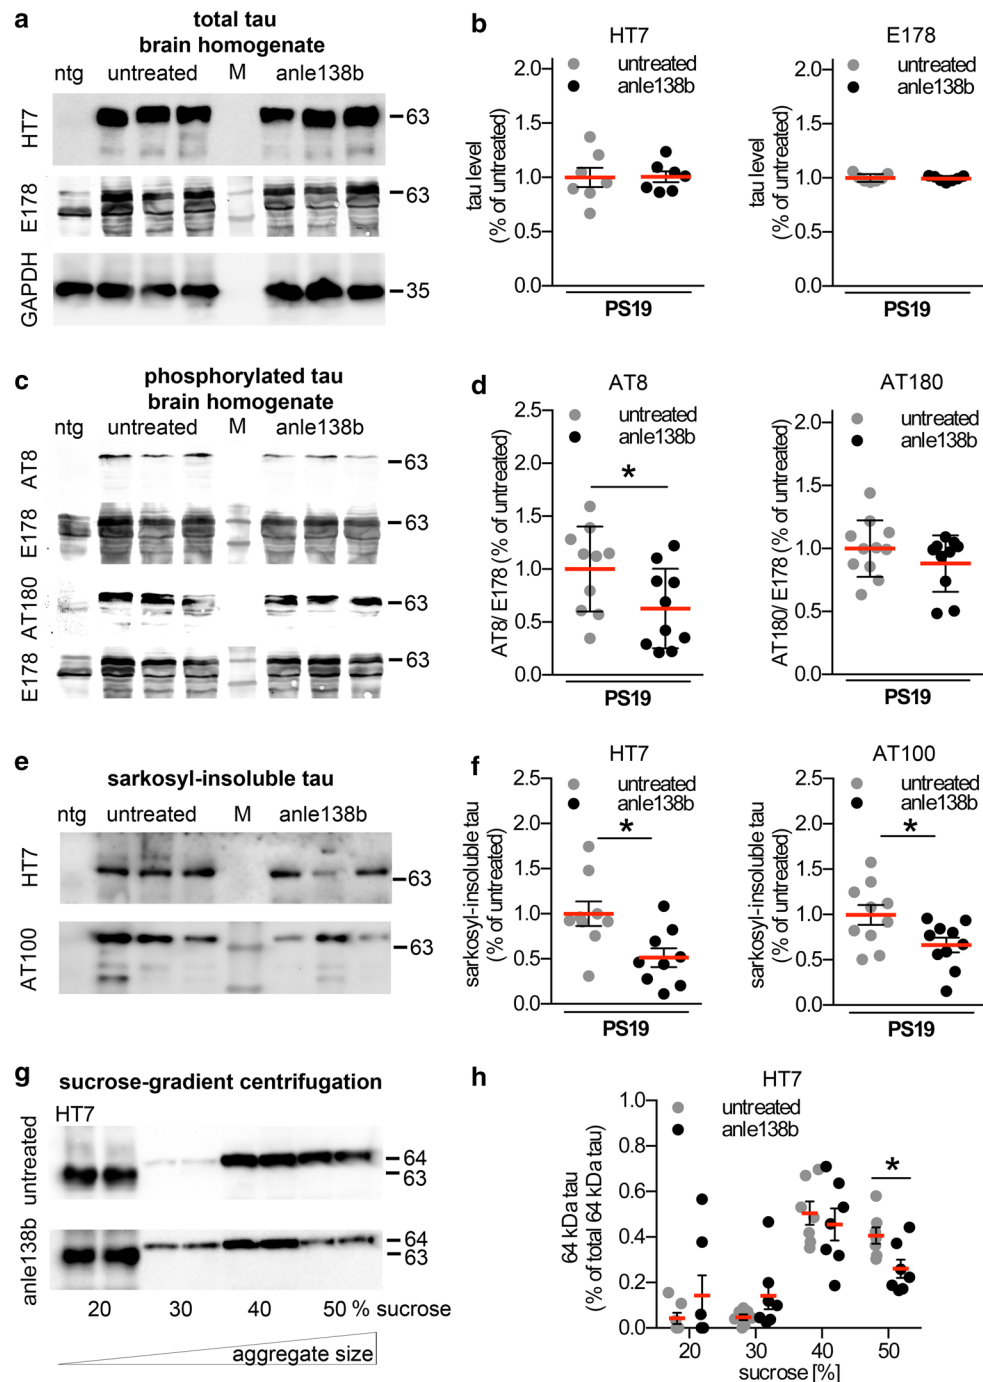 a
total tau
brain homogenate
ntg untreated M anle138b
HT7
63
E178
63
GAPDH
35
b
HT7
untreated
anle138b
tau level
(% of untreated)
2.0
1.5
1.0
0.5
0.0
PS19
E178
untreated
anle138b
tau level
(% of untreated)
2.0
1.5
1.0
0.5
0.0
PS19
c
phosphorylated tau
brain homogenate
ntg untreated M anle138b
AT8
63
E178
63
AT180
63
E178
63
d
AT8
untreated
anle138b
*
AT8/ E178 (% of untreated)
2.5
2.0
1.5
1.0
0.5
0.0
PS19
AT180
untreated
anle138b
AT180/ E178 (% of untreated)
2.0
1.5
1.0
0.5
0.0
PS19
e
sarkosyl-insoluble tau
ntg untreated M anle138b
HT7
63
AT100
63
f
HT7
untreated
anle138b
*
sarkosyl-insoluble tau
(% of untreated)
2.5
2.0
1.5
1.0
0.5
0.0
PS19
AT100
untreated
anle138b
*
sarkosyl-insoluble tau
(% of untreated)
2.5
2.0
1.5
1.0
0.5
0.0
PS19
g
sucrose-gradient centrifugation
HT7
untreated
64
63
anle138b
64
63
20 30 40 50 % sucrose
aggregate size
h
HT7
untreated
anle138b
*
64 kDa tau
(% of total 64 kDa tau)
1.0
0.8
0.6
0.4
0.2
0.0
20 30 40 50
sucrose [%]